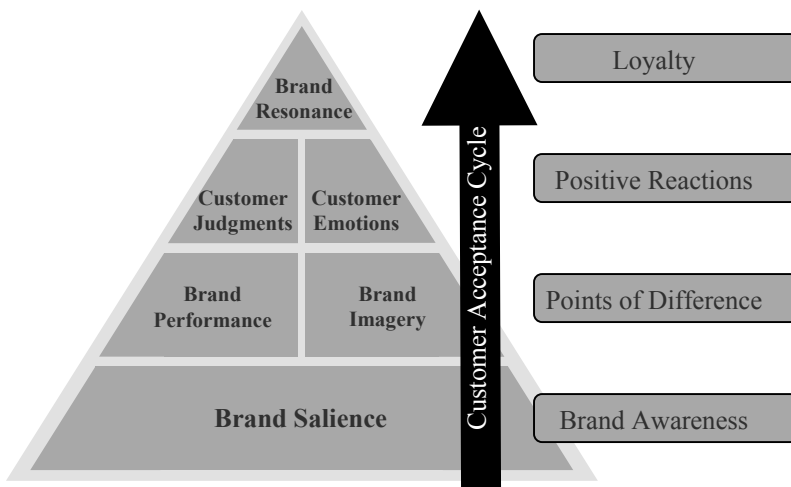 Brand
Resonance
Customer
Judgments
Customer
Emotions
Brand
Performance
Brand
Imagery
Brand Salience
Customer Acceptance Cycle
Loyalty
Positive Reactions
Points of Difference
Brand Awareness